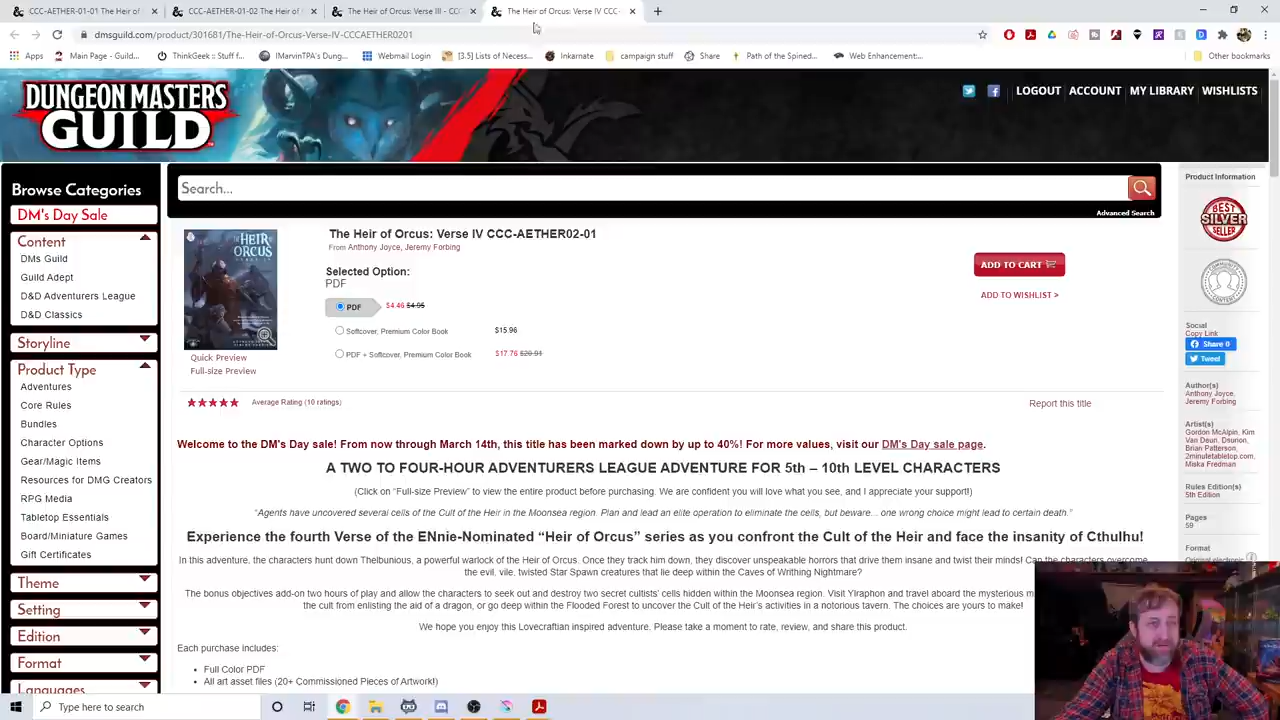 CCC-AETHER-01-01 The Heir of
CCC-AETHER-01-02 The Heir of
The Heir of Orcus: Verse III - CCC
The Heir of Orcus: Verse IV CCC-
dmsguild.com/product/301681/The-Heir-of-Orcus-Verse-IV-CCCAETHER0201
Apps
Main Page - Guild...
ThinkGeek :: Stuff f...
IMarvinTPA's Dung...
Webmail Login
[3.5] Lists of Necess...
Inkarnate
campaign stuff
Share
Path of the Spined...
Web Enhancement:...
Other bookmarks
DUNGEON MASTERS
GUILD
LOGOUT
ACCOUNT
MY LIBRARY
WISHLISTS
Browse Categories
DM's Day Sale
Content
DMs Guild
Guild Adept
D&D Adventurers League
D&D Classics
Storyline
Product Type
Adventures
Core Rules
Bundles
Character Options
Gear/Magic Items
Resources for DMG Creators
RPG Media
Tabletop Essentials
Board/Miniature Games
Gift Certificates
Theme
Setting
Edition
Format
Languages
Search...
Advanced Search
THE HEIR OF
ORCUS
Quick Preview
Full-size Preview
The Heir of Orcus: Verse IV CCC-AETHER02-01
From Anthony Joyce, Jeremy Forbing
Selected Option:
PDF
PDF $4.46 $4.95
Softcover, Premium Color Book $15.96
PDF + Softcover, Premium Color Book $17.76 $20.91
ADD TO CART
ADD TO WISHLIST >
Average Rating (10 ratings)
Report this title
Welcome to the DM's Day sale! From now through March 14th, this title has been marked down by up to 40%! For more values, visit our DM's Day sale page.
A TWO TO FOUR-HOUR ADVENTURERS LEAGUE ADVENTURE FOR 5th – 10th LEVEL CHARACTERS
(Click on “Full-size Preview” to view the entire product before purchasing. We are confident you will love what you see, and I appreciate your support!)
“Agents have uncovered several cells of the Cult of the Heir in the Moonsea region. Plan and lead an elite operation to eliminate the cells, but beware... one wrong choice might lead to certain death.”
Experience the fourth Verse of the ENnie-Nominated “Heir of Orcus” series as you confront the Cult of the Heir and face the insanity of Cthulhu!
In this adventure, the characters hunt down Thelbunious, a powerful warlock of the Heir of Orcus. Once they track him down, they discover unspeakable horrors that drive them insane and twist their minds! Can the characters overcome
the evil, vile, twisted Star Spawn creatures that lie deep within the Caves of Writhing Nightmare?
The bonus objectives add-on two hours of play and allow the characters to seek out and destroy two secret cultists' cells hidden within the Moonsea region. Visit Ylraphon and travel aboard the mysterious
the cult from enlisting the aid of a dragon, or go deep within the Flooded Forest to uncover the Cult of the Heir's activities in a notorious tavern. The choices are yours to make!
We hope you enjoy this Lovecraftian inspired adventure. Please take a moment to rate, review, and share this product.
Each purchase includes:
Full Color PDF
All art asset files (20+ Commissioned Pieces of Artwork!)
Product Information
BEST
SILVER
SELLER
COMMUNITY
CONTENT
Social
Copy Link
Share 0
Tweet
Author(s)
Anthony Joyce,
Jeremy Forbing
Artist(s)
Gordon McAlpin, Kim
Van Deun, Dsurion,
Brian Patterson,
2minutetabletop.com,
Miska Fredman
Rules Edition(s)
5th Edition
Pages
59
Format
Original electronic
Type here to search